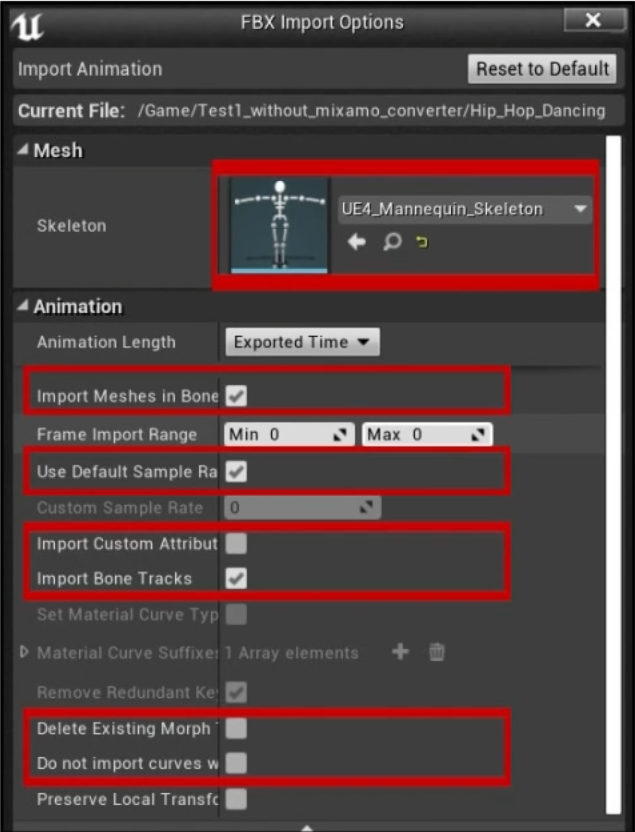 FBX Import Options
Import Animation Reset to Default
Current File: /Game/Test1_without_mixamo_converter/Hip_Hop_Dancing
Mesh
Skeleton UE4_Mannequin_Skeleton
Animation
Animation Length Exported Time
Import Meshes in Bone
Frame Import Range Min 0 Max 0
Use Default Sample Ra
Custom Sample Rate 0
Import Custom Attribut
Import Bone Tracks
Set Material Curve Typ
Material Curve Suffixes 1 Array elements
Remove Redundant Key
Delete Existing Morph
Do not import curves w
Preserve Local Transfo